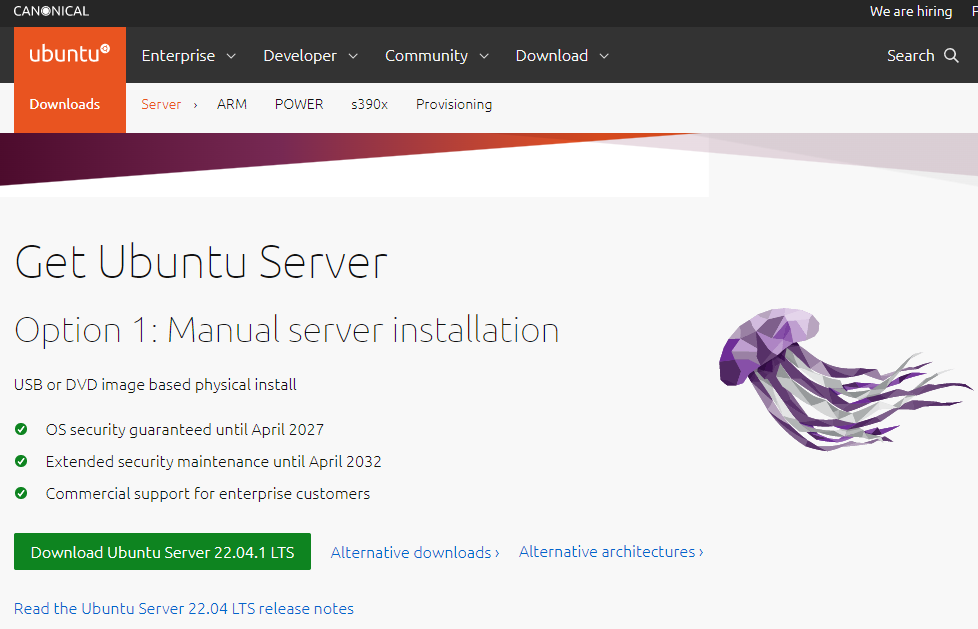 CANONICAL We are hiring
ubuntu Enterprise Developer Community Download Search
Downloads Server › ARM POWER s390x Provisioning
Get Ubuntu Server
Option 1: Manual server installation
USB or DVD image based physical install
OS security guaranteed until April 2027
Extended security maintenance until April 2032
Commercial support for enterprise customers
Download Ubuntu Server 22.04.1 LTS Alternative downloads › Alternative architectures ›
Read the Ubuntu Server 22.04 LTS release notes